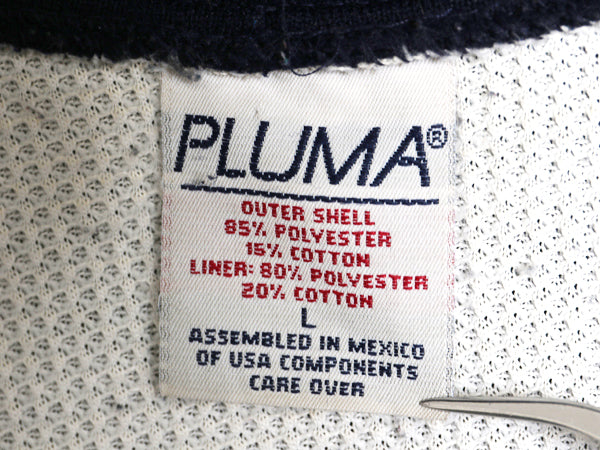 PLUMA®
OUTER SHELL
85% POLYESTER
15% COTTON
LINER: 80% POLYESTER
20% COTTON
L
ASSEMBLED IN MEXICO
OF USA COMPONENTS
CARE OVER